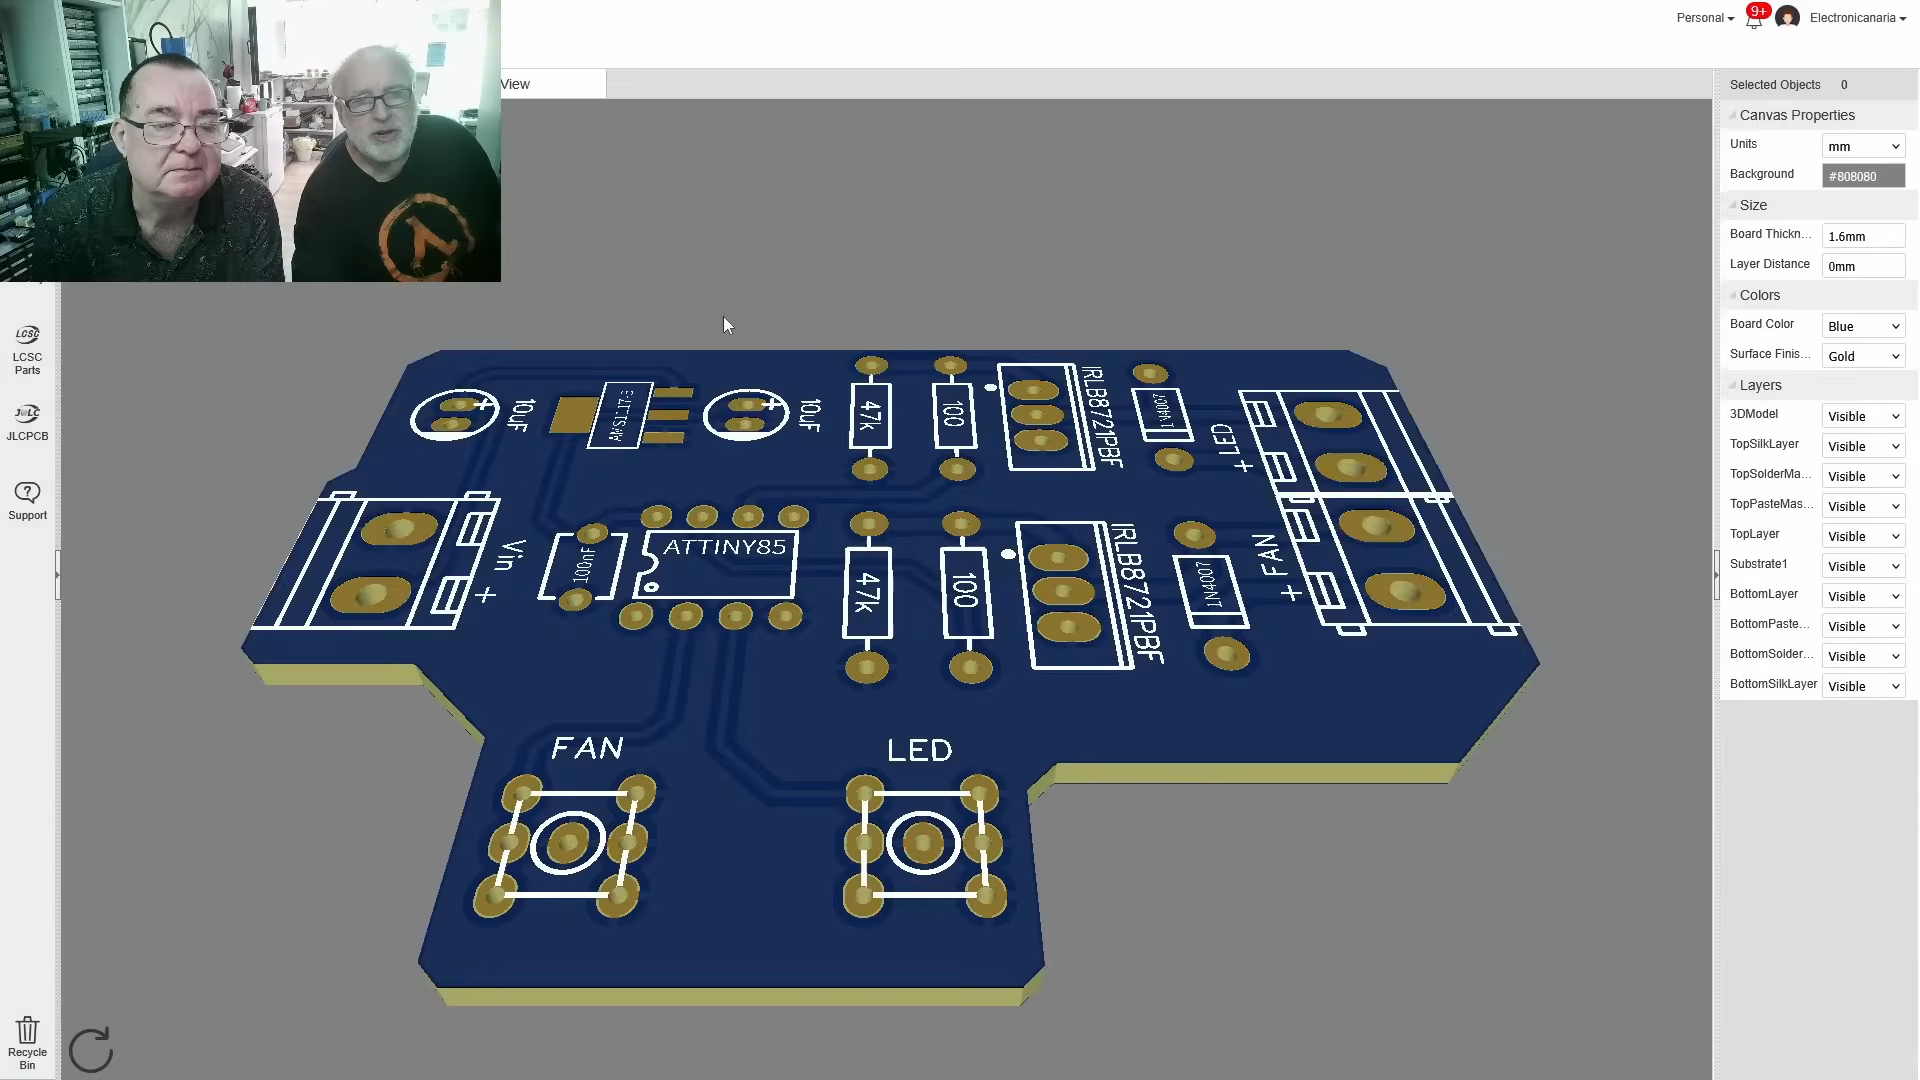 Personal
9+
Electronicanaria
View
Selected Objects 0
Canvas Properties
Units mm
Background #808080
Size
Board Thickn... 1.6mm
Layer Distance 0mm
Colors
Board Color Blue
Surface Finis... Gold
Layers
3DModel Visible
TopSilkLayer Visible
TopSolderMa... Visible
TopPasteMas... Visible
TopLayer Visible
Substrate1 Visible
BottomLayer Visible
BottomPaste... Visible
BottomSolder... Visible
BottomSilkLayer Visible
LCSC
LCSC
Parts
J@LC
JLCPCB
Support
Recycle
Bin
10uF
10uF
47k
100
IRLB8721PBF
1N4007
LED
+
Vin
+
100nF
ATTINY85
47k
100
IRLB8721PBF
1N4007
FAN
+
FAN
LED